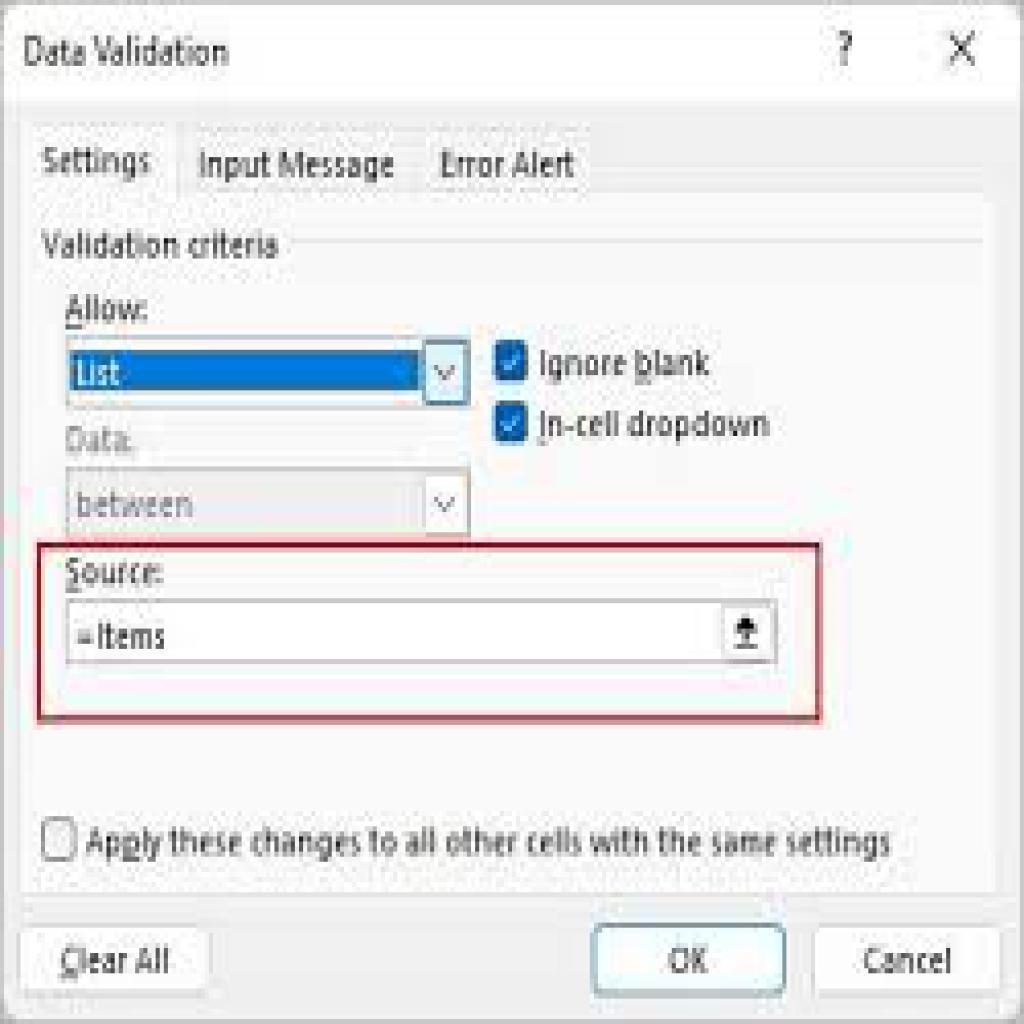 Data Validation ?
Settings Input Message Error Alert
Validation criteria
Allow:
List
Ignore blank
In-cell dropdown
Data:
between
Source:
=Items
Apply these changes to all other cells with the same settings
Clear All OK Cancel